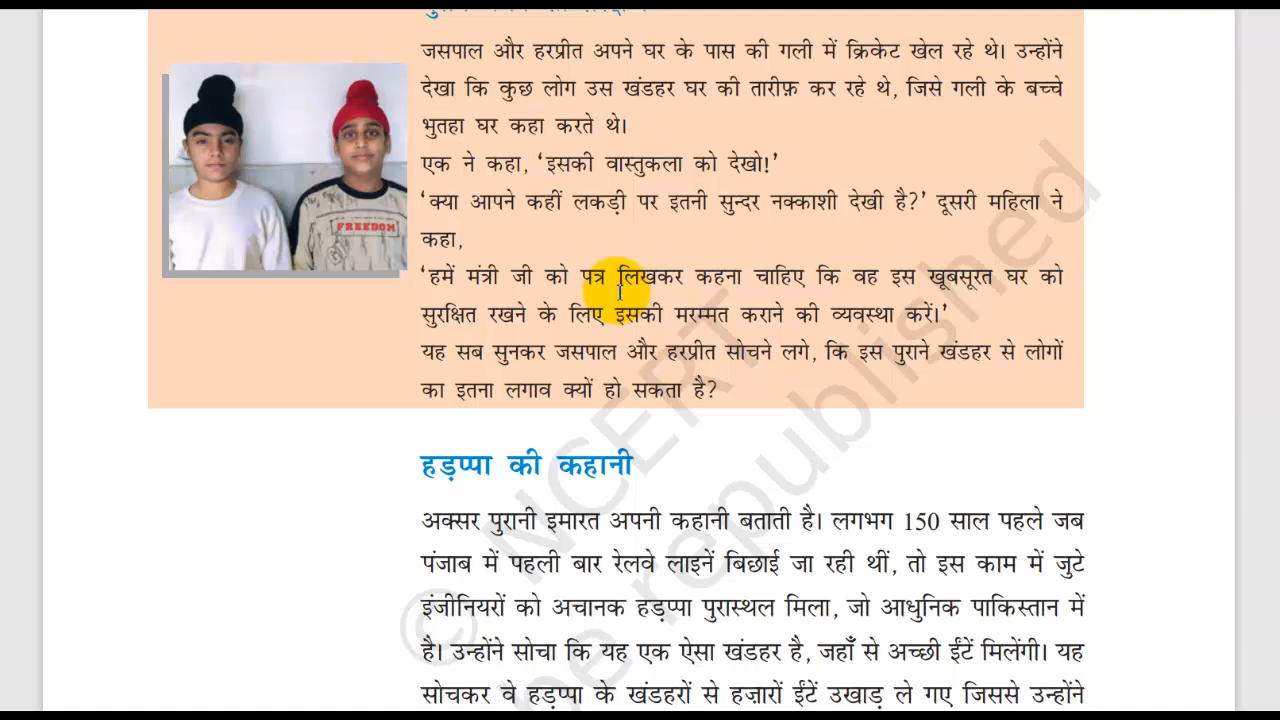 जसपाल और हरप्रीत अपने घर के पास की गली में क्रिकेट खेल रहे थे। उन्होंने
देखा कि कुछ लोग उस खंडहर घर की तारीफ़ कर रहे थे, जिसे गली के बच्चे
भुतहा घर कहा करते थे।
एक ने कहा, ‘इसकी वास्तुकला को देखो!’
‘क्या आपने कहीं लकड़ी पर इतनी सुन्दर नक्काशी देखी है?’ दूसरी महिला ने
कहा,
‘हमें मंत्री जी को पत्र लिखकर कहना चाहिए कि वह इस खूबसूरत घर को
सुरक्षित रखने के लिए इसकी मरम्मत कराने की व्यवस्था करें।’
यह सब सुनकर जसपाल और हरप्रीत सोचने लगे, कि इस पुराने खंडहर से लोगों
का इतना लगाव क्यों हो सकता है?
FREEDOM
हड़प्पा की कहानी
अक्सर पुरानी इमारत अपनी कहानी बताती है। लगभग 150 साल पहले जब
पंजाब में पहली बार रेलवे लाइनें बिछाई जा रही थीं, तो इस काम में जुटे
इंजीनियरों को अचानक हड़प्पा पुरास्थल मिला, जो आधुनिक पाकिस्तान में
है। उन्होंने सोचा कि यह एक ऐसा खंडहर है, जहाँ से अच्छी ईंटें मिलेंगी। यह
सोचकर वे हड़प्पा के खंडहरों से हज़ारों ईंटें उखाड़ ले गए जिससे उन्होंने
© NCERT
be republished